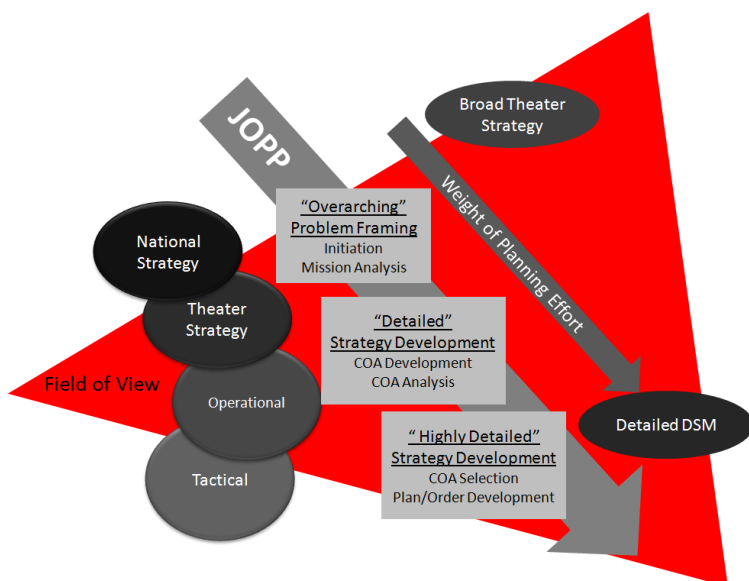 JOPP
Broad Theater
Strategy
Weight of Planning Effort
“Overarching”
Problem Framing
Initiation
Mission Analysis
National
Strategy
Theater
Strategy
“Detailed”
Strategy Development
COA Development
COA Analysis
Field of View
Operational
Detailed DSM
“ Highly Detailed”
Strategy Development
COA Selection
Plan/Order Development
Tactical